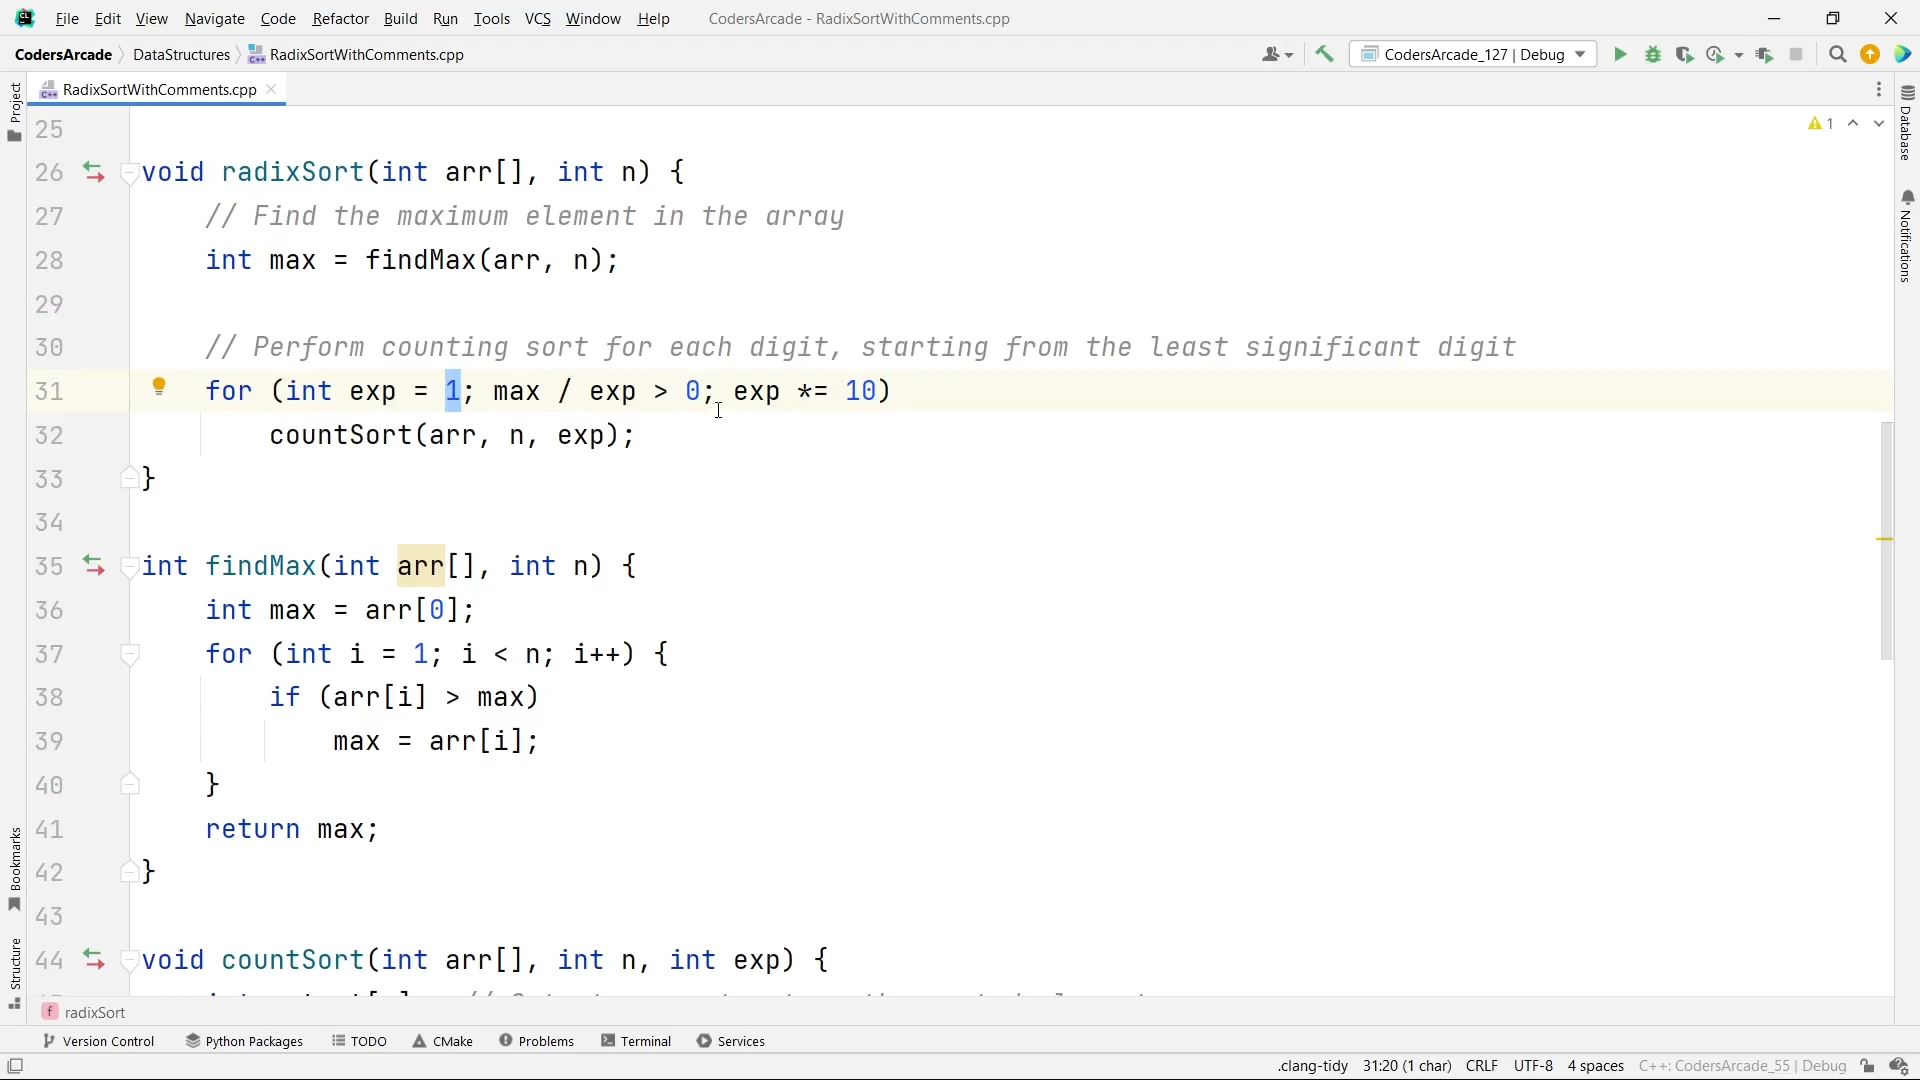 File Edit View Navigate Code Refactor Build Run Tools VCS Window Help CodersArcade - RadixSortWithComments.cpp
CodersArcade DataStructures RadixSortWithComments.cpp CodersArcade_127 | Debug
RadixSortWithComments.cpp
Project
Database
Notifications
Bookmarks
Structure
1
25
26 void radixSort(int arr[], int n) {
27 // Find the maximum element in the array
28 int max = findMax(arr, n);
29
30 // Perform counting sort for each digit, starting from the least significant digit
31 for (int exp = 1; max / exp > 0; exp *= 10)
32 countSort(arr, n, exp);
33 }
34
35 int findMax(int arr[], int n) {
36 int max = arr[0];
37 for (int i = 1; i < n; i++) {
38 if (arr[i] > max)
39 max = arr[i];
40 }
41 return max;
42 }
43
44 void countSort(int arr[], int n, int exp) {
f radixSort
Version Control Python Packages TODO CMake Problems Terminal Services
.clang-tidy 31:20 (1 char) CRLF UTF-8 4 spaces C++: CodersArcade_55 | Debug